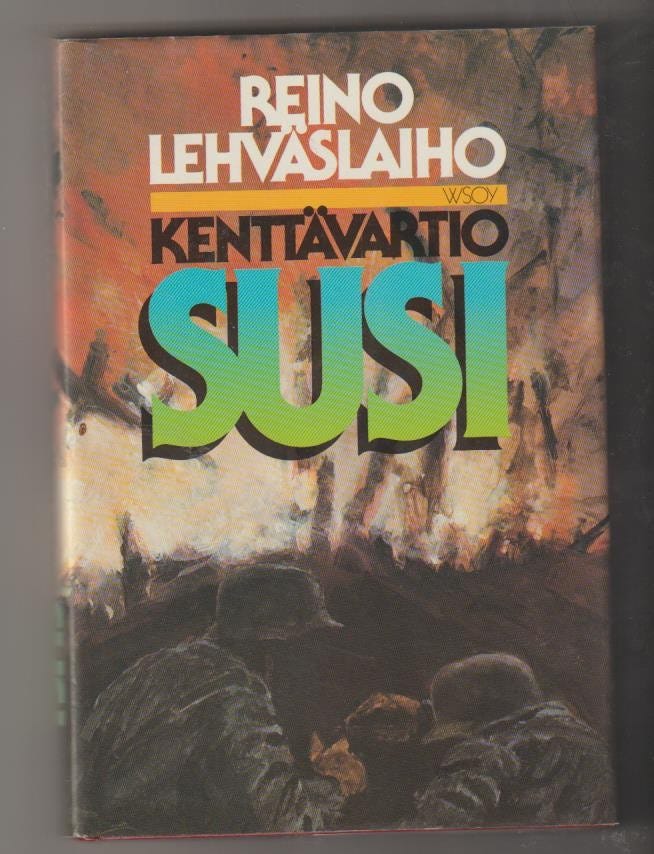 REINO
LEHVÄSLAIHO
WSOY
KENTTÄVARTIO
SUSI